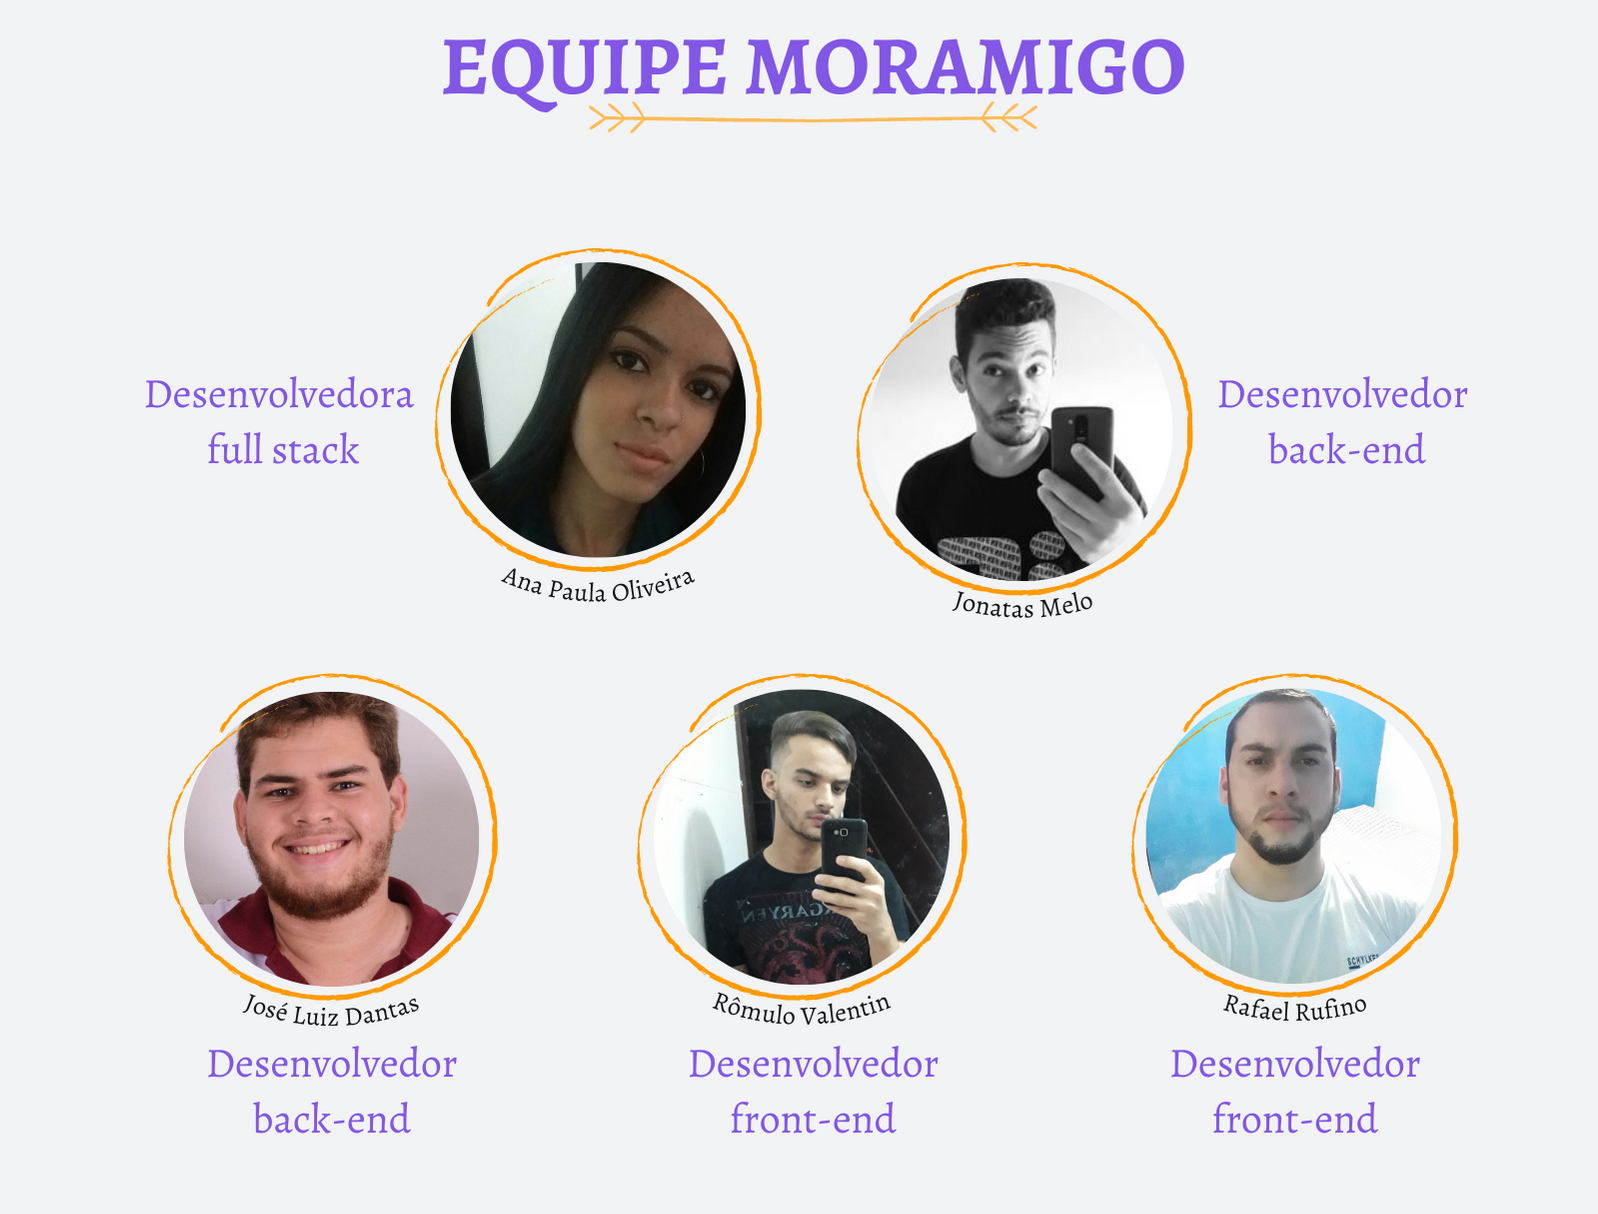 EQUIPE MORAMIGO
Desenvolvedora
full stack
Ana Paula Oliveira
Desenvolvedor
back-end
Jonatas Melo
José Luiz Dantas
Desenvolvedor
back-end
Rômulo Valentin
Desenvolvedor
front-end
Rafael Rufino
Desenvolvedor
front-end